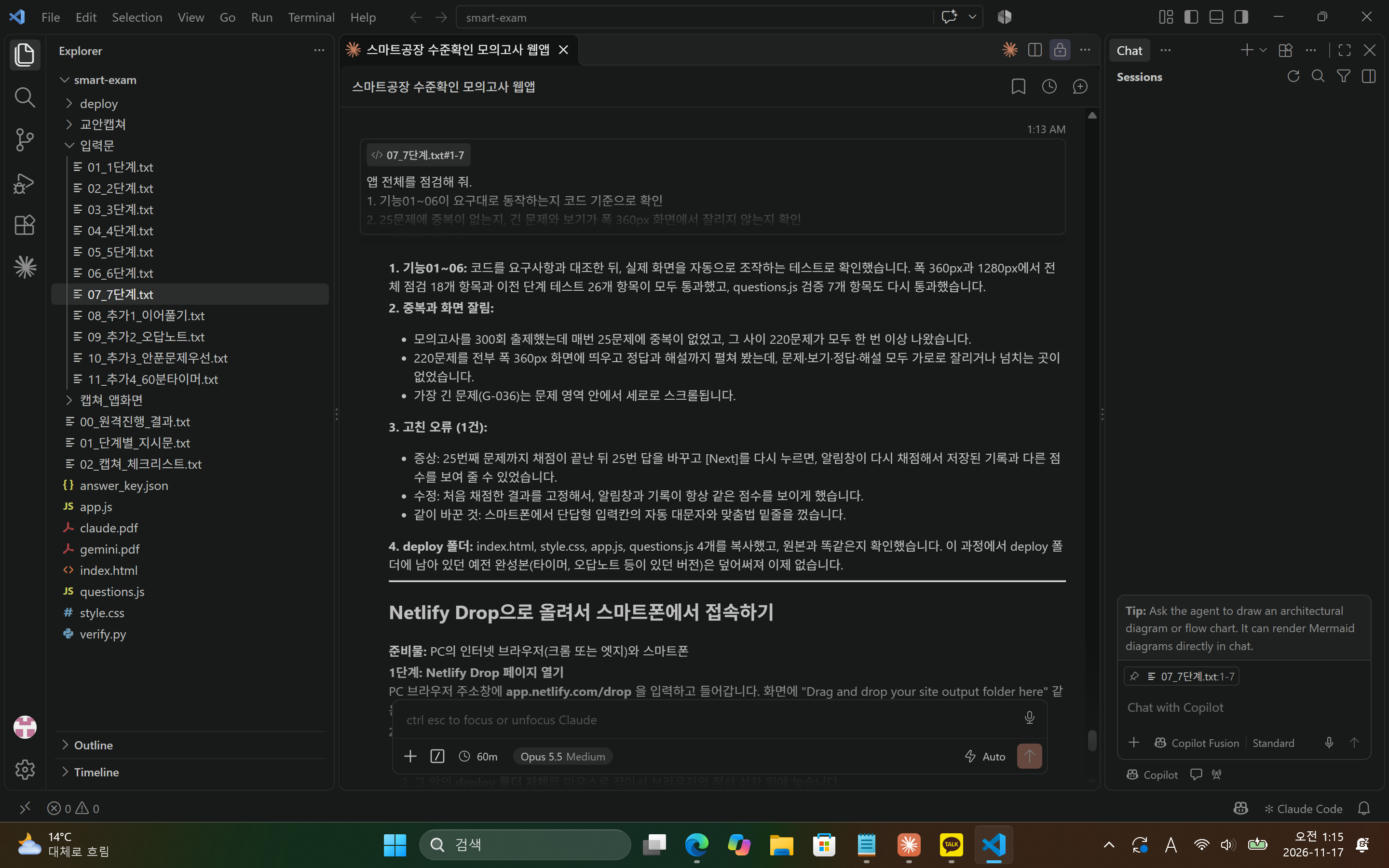 File Edit Selection View Go Run Terminal Help
smart-exam
Explorer
smart-exam
deploy
교안캡쳐
입력문
01_1단계.txt
02_2단계.txt
03_3단계.txt
04_4단계.txt
05_5단계.txt
06_6단계.txt
07_7단계.txt
08_추가1_이어풀기.txt
09_추가2_오답노트.txt
10_추가3_안푼문제우선.txt
11_추가4_60분타이머.txt
캡쳐_앱화면
00_원격진행_결과.txt
01_단계별_지시문.txt
02_캡쳐_체크리스트.txt
answer_key.json
app.js
claude.pdf
gemini.pdf
index.html
questions.js
style.css
verify.py
Outline
Timeline
스마트공장 수준확인 모의고사 웹앱
스마트공장 수준확인 모의고사 웹앱
1:13 AM
07_7단계.txt#1-7
앱 전체를 점검해 줘.
1. 기능01~06이 요구대로 동작하는지 코드 기준으로 확인
2. 25문제에 중복이 없는지, 긴 문제와 보기가 폭 360px 화면에서 잘리지 않는지 확인
1. 기능01~06: 코드를 요구사항과 대조한 뒤, 실제 화면을 자동으로 조작하는 테스트로 확인했습니다. 폭 360px과 1280px에서 전
체 점검 18개 항목과 이전 단계 테스트 26개 항목이 모두 통과했고, questions.js 검증 7개 항목도 다시 통과했습니다.
2. 중복과 화면 잘림:
모의고사를 300회 출제했는데 매번 25문제에 중복이 없었고, 그 사이 220문제가 모두 한 번 이상 나왔습니다.
220문제를 전부 폭 360px 화면에 띄우고 정답과 해설까지 펼쳐 봤는데, 문제·보기·정답·해설 모두 가로로 잘리거나 넘치는 곳이
없었습니다.
가장 긴 문제(G-036)는 문제 영역 안에서 세로로 스크롤됩니다.
3. 고친 오류 (1건):
증상: 25번째 문제까지 채점이 끝난 뒤 25번 답을 바꾸고 [Next]를 다시 누르면, 알림창이 다시 채점해서 저장된 기록과 다른 점
수를 보여 줄 수 있었습니다.
수정: 처음 채점한 결과를 고정해서, 알림창과 기록이 항상 같은 점수를 보이게 했습니다.
같이 바꾼 것: 스마트폰에서 단답형 입력칸의 자동 대문자와 맞춤법 밑줄을 껐습니다.
4. deploy 폴더: index.html, style.css, app.js, questions.js 4개를 복사했고, 원본과 똑같은지 확인했습니다. 이 과정에서 deploy 폴
더에 남아 있던 예전 완성본(타이머, 오답노트 등이 있던 버전)은 덮어써져 이제 없습니다.
Netlify Drop으로 올려서 스마트폰에서 접속하기
준비물: PC의 인터넷 브라우저(크롬 또는 엣지)와 스마트폰
1단계: Netlify Drop 페이지 열기
PC 브라우저 주소창에 app.netlify.com/drop 을 입력하고 들어갑니다. 화면에 "Drag and drop your site output folder here" 같
ctrl esc to focus or unfocus Claude
60m
Opus 5.5 Medium
Auto
Chat
Sessions
Tip: Ask the agent to draw an architectural
diagram or flow chart. It can render Mermaid
diagrams directly in chat.
07_7단계.txt:1-7
Chat with Copilot
Copilot Fusion
Standard
Copilot
0 0
Claude Code
14°C
대체로 흐림
검색
TALK
A
오전 1:15
2026-11-17